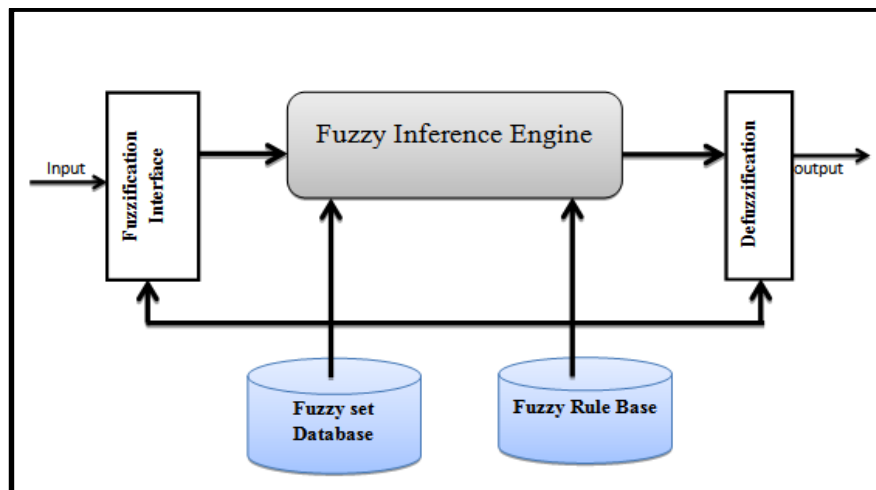 Input
Fuzzification
Interface
Fuzzy Inference Engine
Defuzzification
output
Fuzzy set
Database
Fuzzy Rule Base